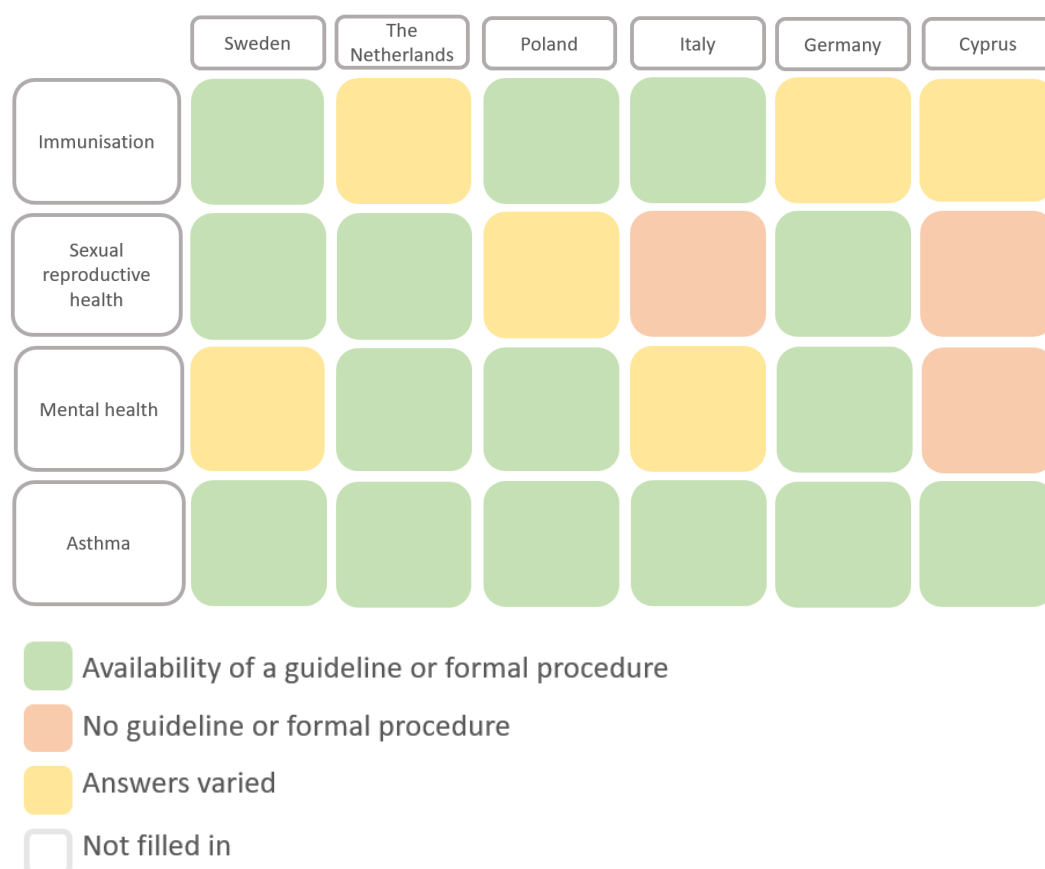 Sweden
The
Netherlands
Poland
Italy
Germany
Cyprus
Immunisation
Sexual
reproductive
health
Mental health
Asthma
Availability of a guideline or formal procedure
No guideline or formal procedure
Answers varied
Not filled in